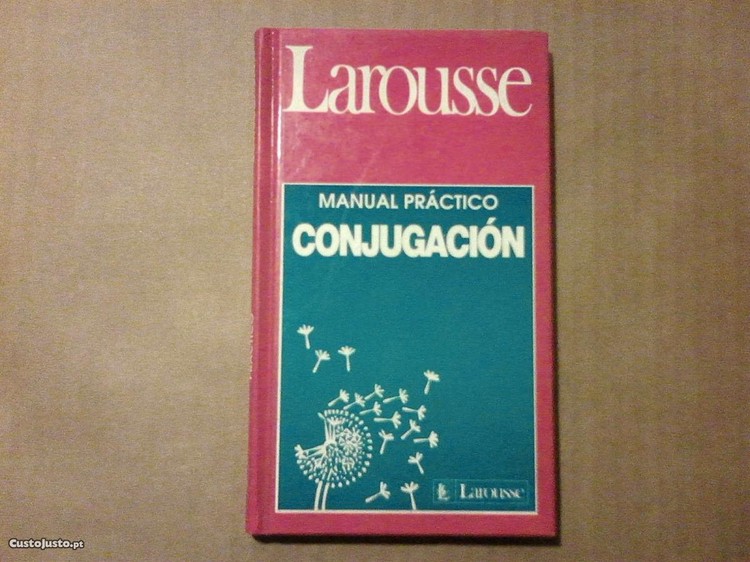 Larousse
MANUAL PRÁCTICO
CONJUGACIÓN
Larousse
CustoJusto.pt